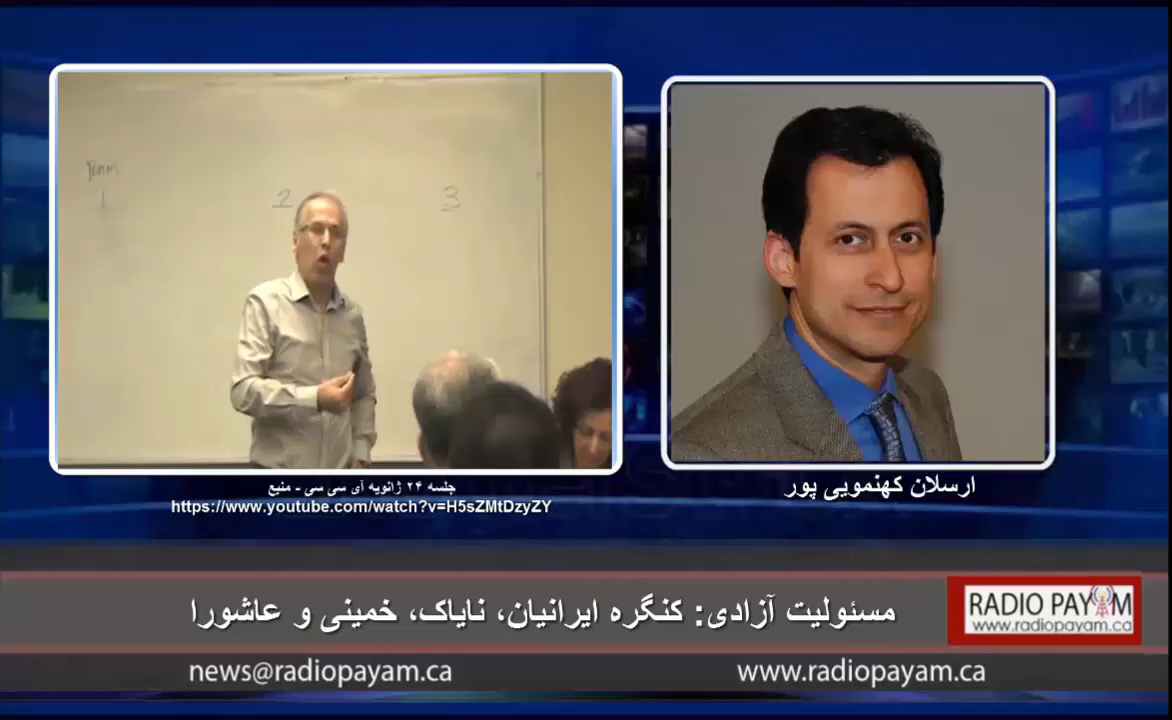 1
2
3
جلسه ۲۴ ژانویه آی سی سی - منبع
https://www.youtube.com/watch?v=H5sZMtDzyZY
ارسلان کهنمویی پور
مسئولیت آزادی: کنگره ایرانیان، نایاک، خمینی و عاشورا
RADIO PAYAM
www.radiopayam.ca
news@radiopayam.ca
www.radiopayam.ca